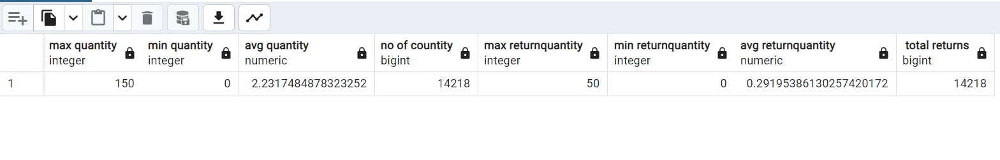 max quantity min quantity avg quantity no of countity max returnquantity min returnquantity avg returnquantity total returns
integer integer numeric bigint integer integer numeric bigint
1 150 0 2.2317484878323252 14218 50 0 0.29195386130257420172 14218